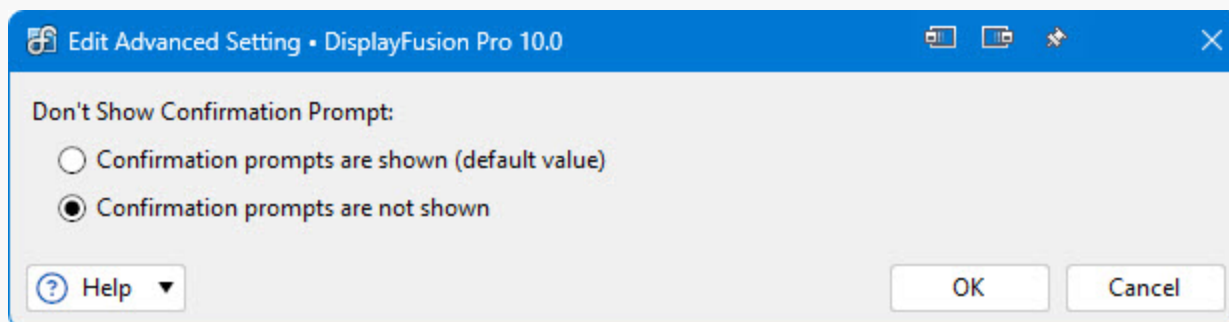 Edit Advanced Setting • DisplayFusion Pro 10.0
Don't Show Confirmation Prompt:
Confirmation prompts are shown (default value)
Confirmation prompts are not shown
? Help
OK
Cancel